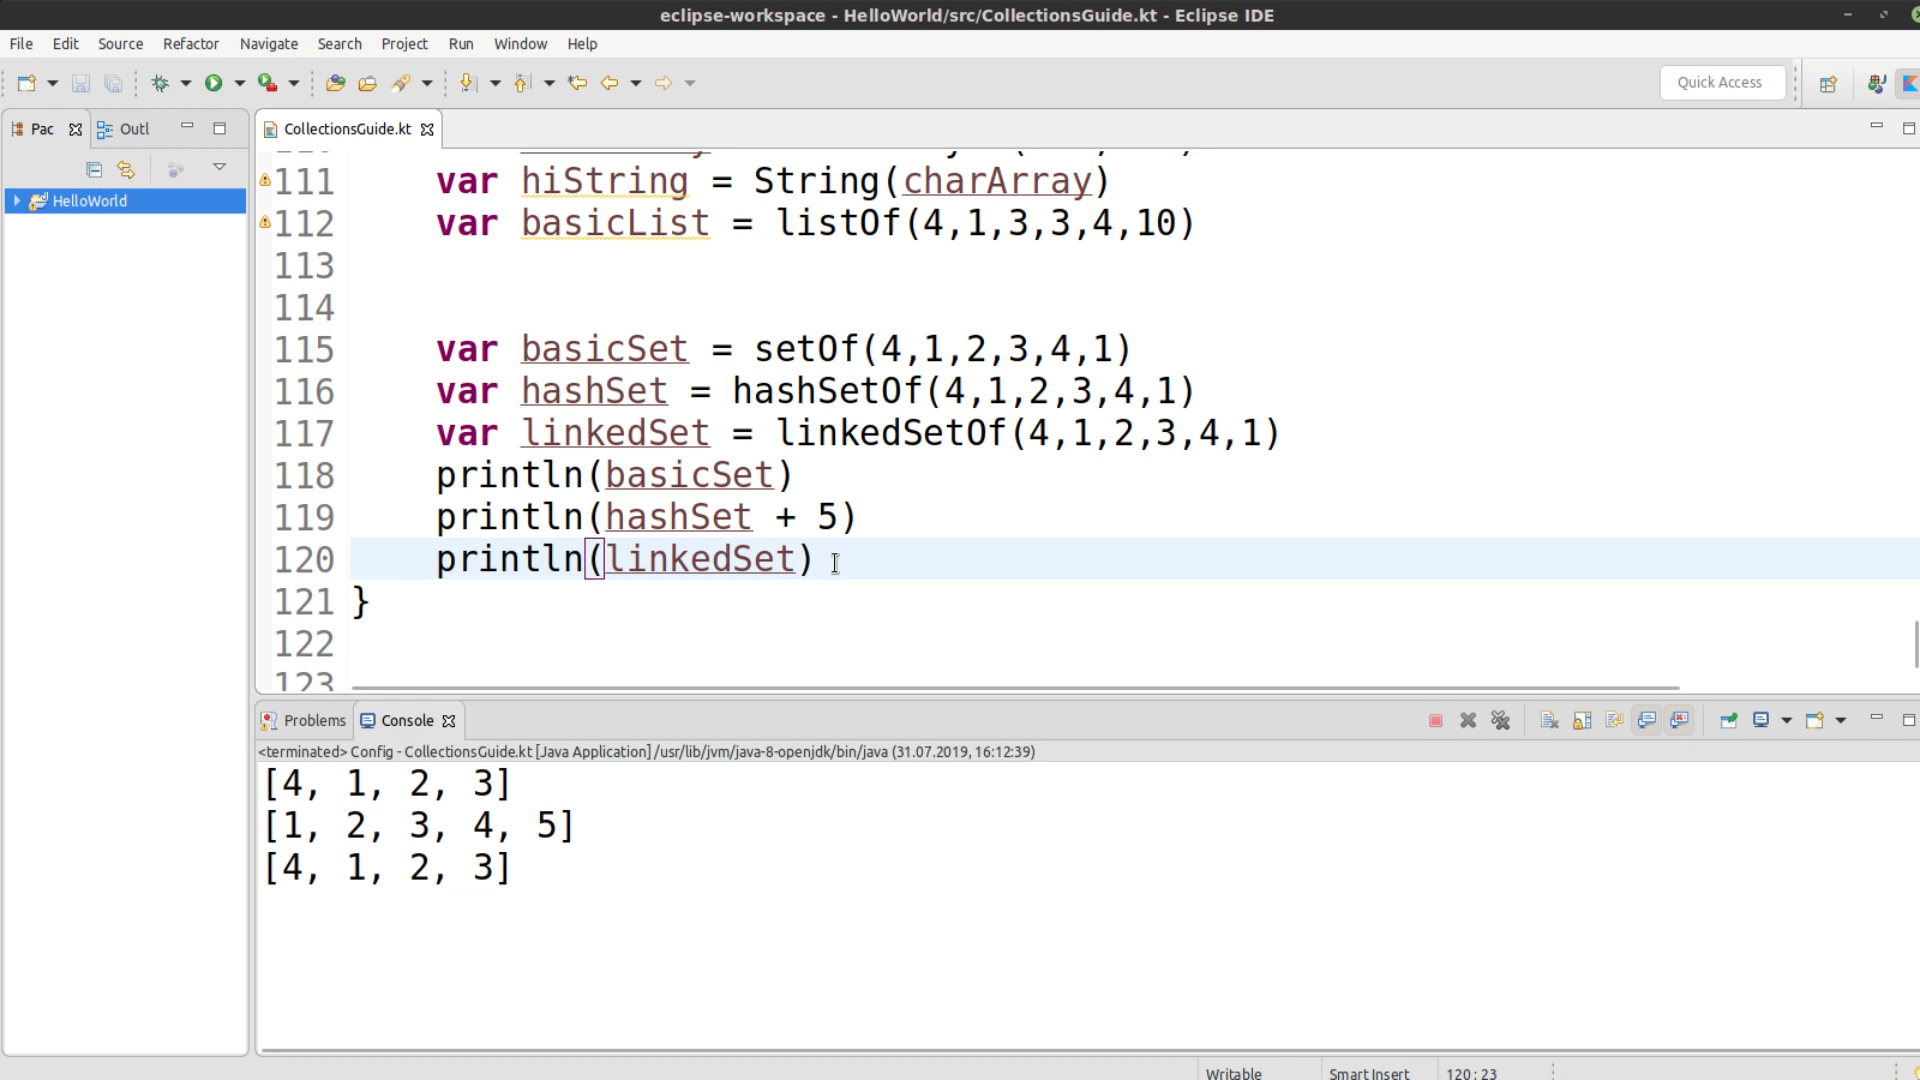 eclipse-workspace - HelloWorld/src/CollectionsGuide.kt - Eclipse IDE
File Edit Source Refactor Navigate Search Project Run Window Help
Quick Access
Pac Outl
CollectionsGuide.kt
HelloWorld
111 var hiString = String(charArray)
112 var basicList = listOf(4,1,3,3,4,10)
113
114
115 var basicSet = setOf(4,1,2,3,4,1)
116 var hashSet = hashSetOf(4,1,2,3,4,1)
117 var linkedSet = linkedSetOf(4,1,2,3,4,1)
118 println(basicSet)
119 println(hashSet + 5)
120 println(linkedSet)
121 }
122
123
Problems Console
<terminated> Config - CollectionsGuide.kt [Java Application] /usr/lib/jvm/java-8-openjdk/bin/java (31.07.2019, 16:12:39)
[4, 1, 2, 3]
[1, 2, 3, 4, 5]
[4, 1, 2, 3]
Writable Smart Insert 120:23